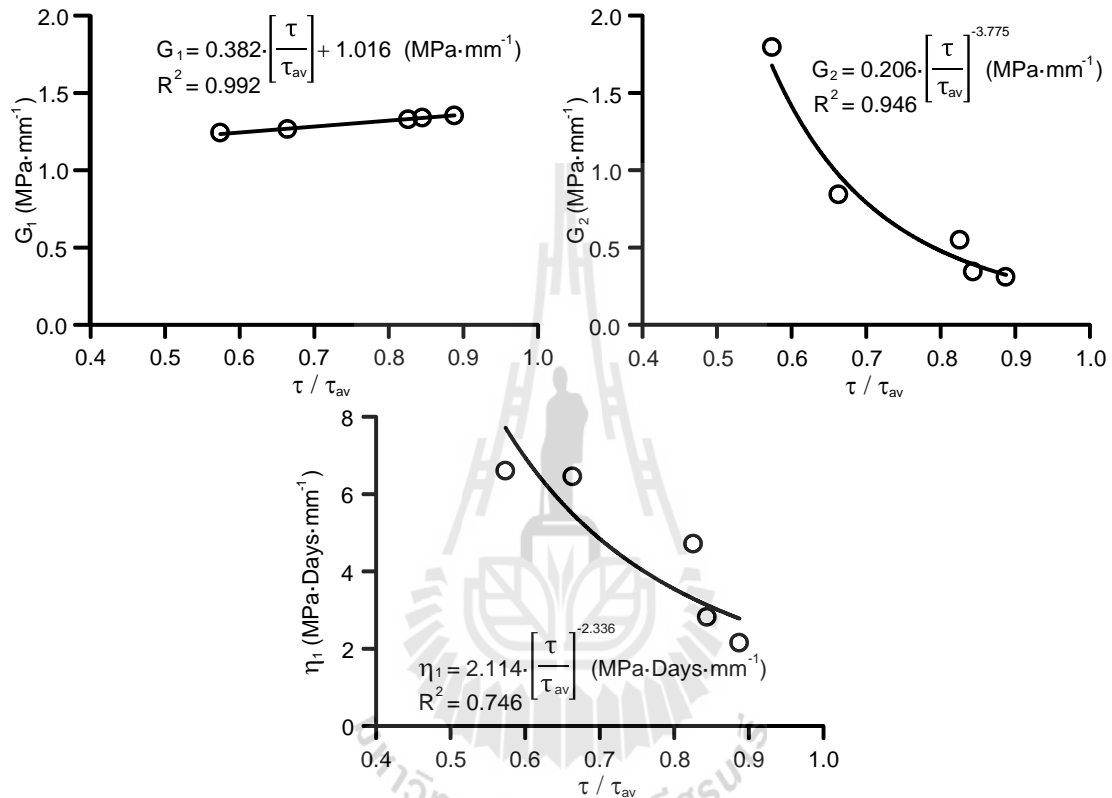 2.0
1.5
1.0
0.5
0.0
G₁ (MPa·mm⁻¹)
G₁ = 0.382·[τ/τav] + 1.016 (MPa·mm⁻¹)
R² = 0.992
0.4 0.5 0.6 0.7 0.8 0.9 1.0
τ / τav
2.0
1.5
1.0
0.5
0.0
G₂ (MPa·mm⁻¹)
G₂ = 0.206·[τ/τav]⁻³·⁷⁷⁵ (MPa·mm⁻¹)
R² = 0.946
0.4 0.5 0.6 0.7 0.8 0.9 1.0
τ / τav
8
6
4
2
0
η₁ (MPa·Days·mm⁻¹)
η₁ = 2.114·[τ/τav]⁻²·³³⁶ (MPa·Days·mm⁻¹)
R² = 0.746
0.4 0.5 0.6 0.7 0.8 0.9 1.0
τ / τav